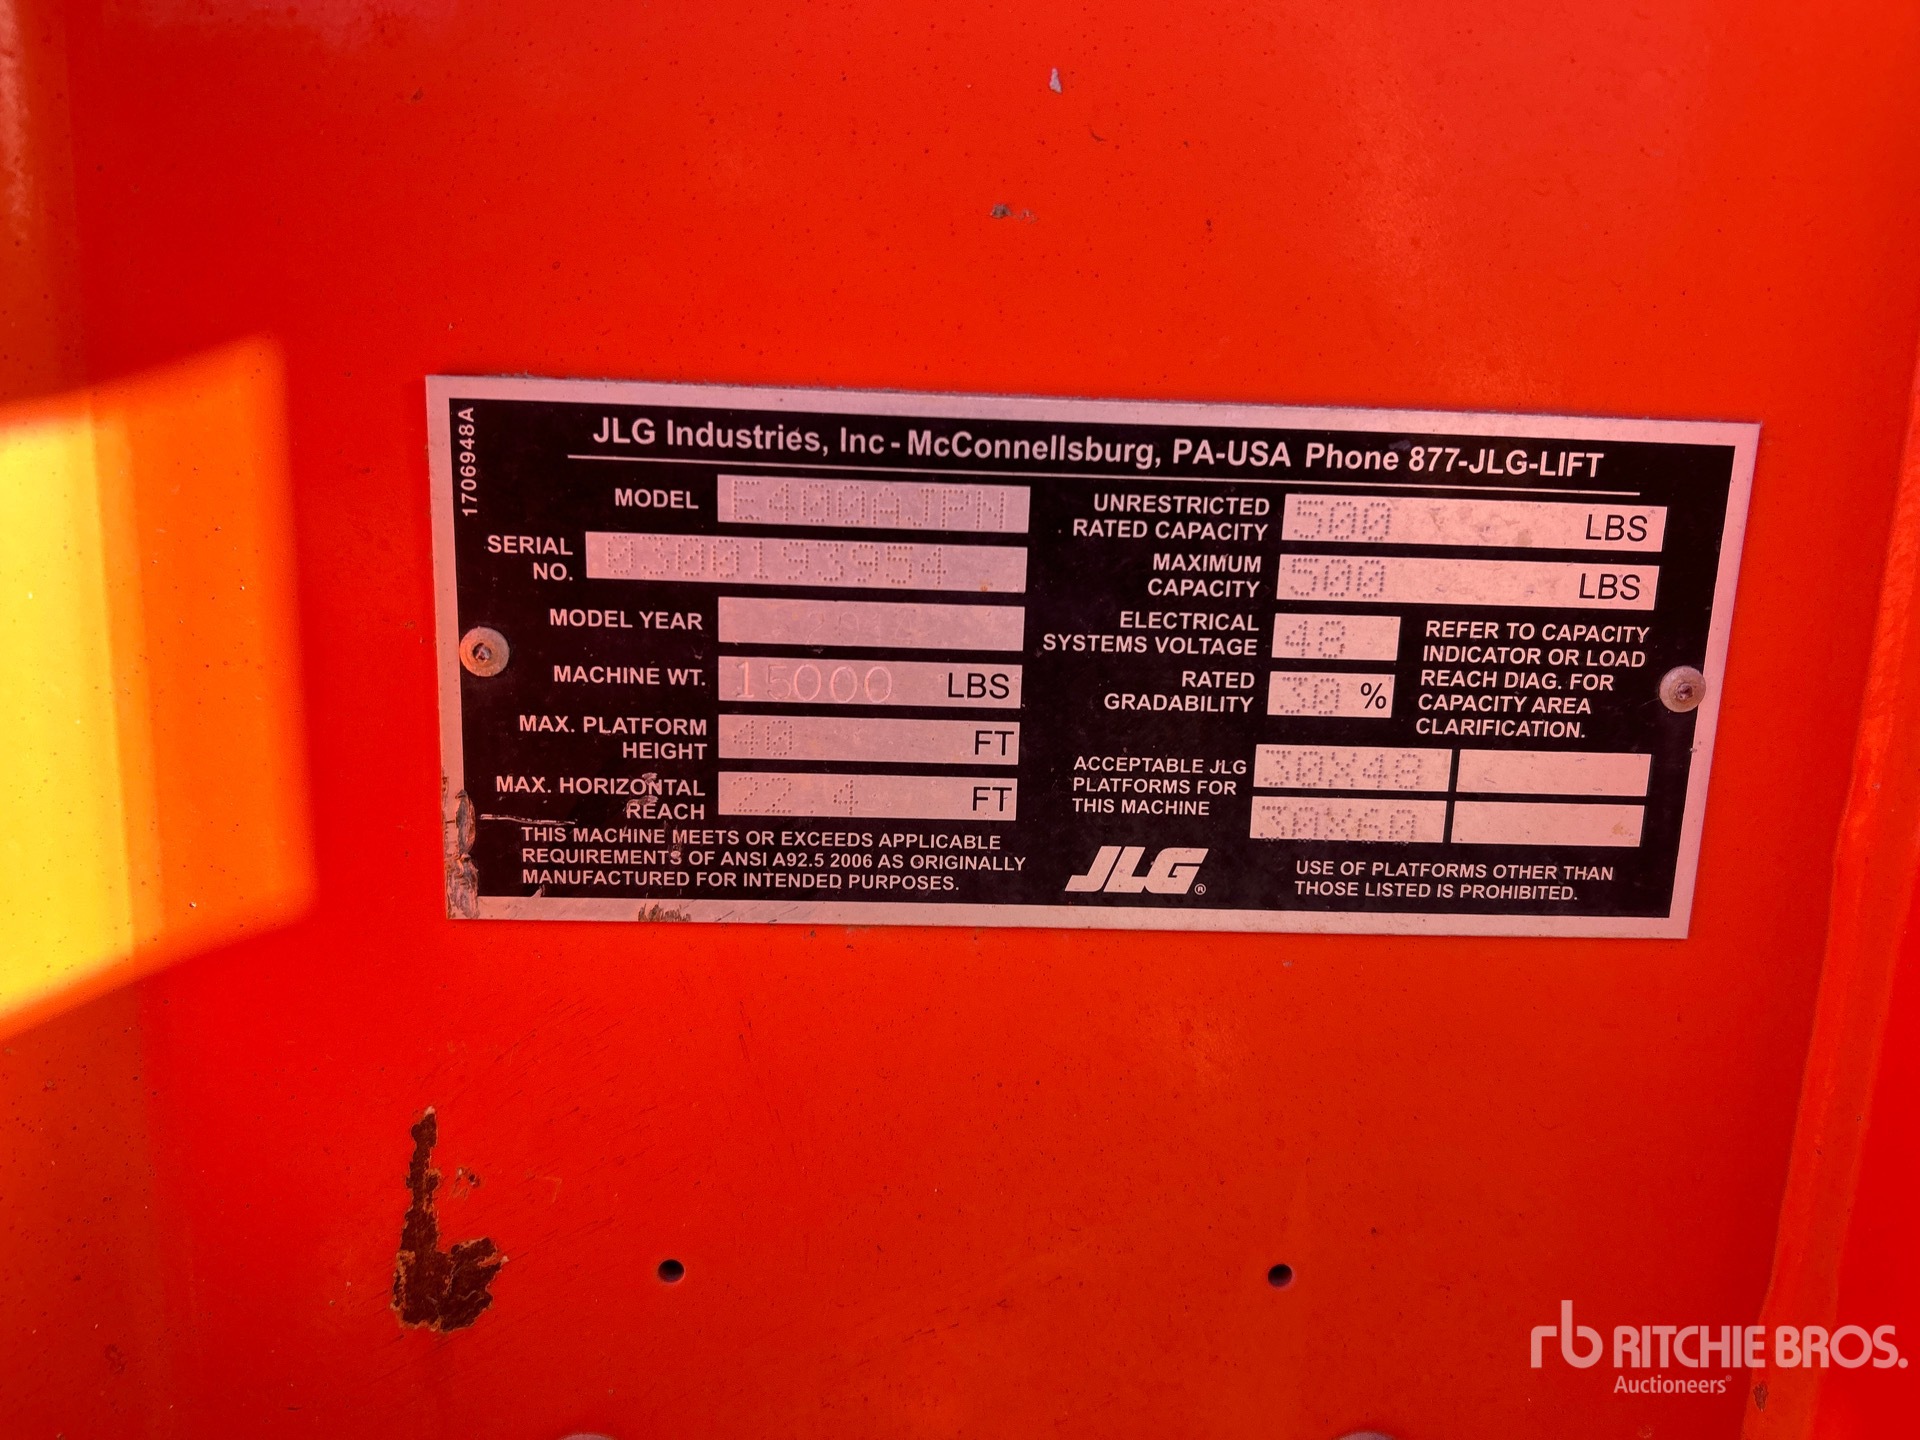 1706948A
JLG Industries, Inc - McConnellsburg, PA-USA Phone 877-JLG-LIFT
MODEL E400AJPN
SERIAL NO. 0300193954
MODEL YEAR
MACHINE WT. 15000 LBS
MAX. PLATFORM HEIGHT 40 FT
MAX. HORIZONTAL REACH 22.4 FT
THIS MACHINE MEETS OR EXCEEDS APPLICABLE
REQUIREMENTS OF ANSI A92.5 2006 AS ORIGINALLY
MANUFACTURED FOR INTENDED PURPOSES.
UNRESTRICTED RATED CAPACITY 500 LBS
MAXIMUM CAPACITY 500 LBS
ELECTRICAL SYSTEMS VOLTAGE 48
RATED GRADABILITY 30 %
REFER TO CAPACITY
INDICATOR OR LOAD
REACH DIAG. FOR
CAPACITY AREA
CLARIFICATION.
ACCEPTABLE JLG
PLATFORMS FOR
THIS MACHINE
30X48
30X60
JLG®
USE OF PLATFORMS OTHER THAN
THOSE LISTED IS PROHIBITED.
rb RITCHIE BROS.
Auctioneers®